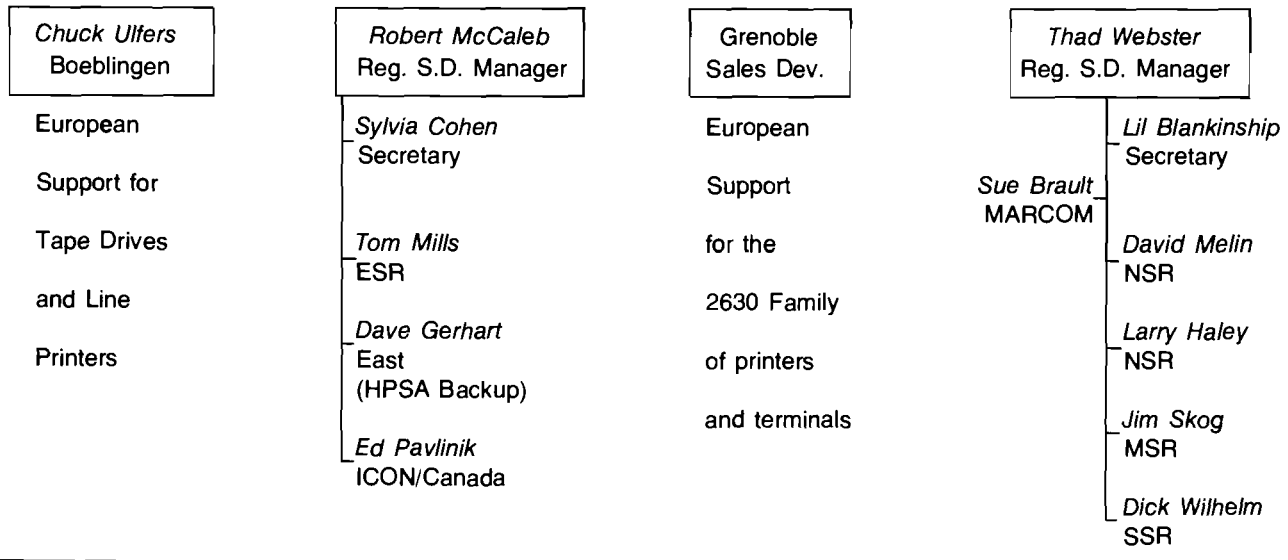 Chuck Ulfers
Boeblingen
European
Support for
Tape Drives
and Line
Printers
Robert McCaleb
Reg. S.D. Manager
Sylvia Cohen
Secretary
Tom Mills
ESR
Dave Gerhart
East
(HPSA Backup)
Ed Pavlinik
ICON/Canada
Grenoble
Sales Dev.
European
Support
for the
2630 Family
of printers
and terminals
Thad Webster
Reg. S.D. Manager
Lil Blankinship
Secretary
Sue Brault
MARCOM
David Melin
NSR
Larry Haley
NSR
Jim Skog
MSR
Dick Wilhelm
SSR